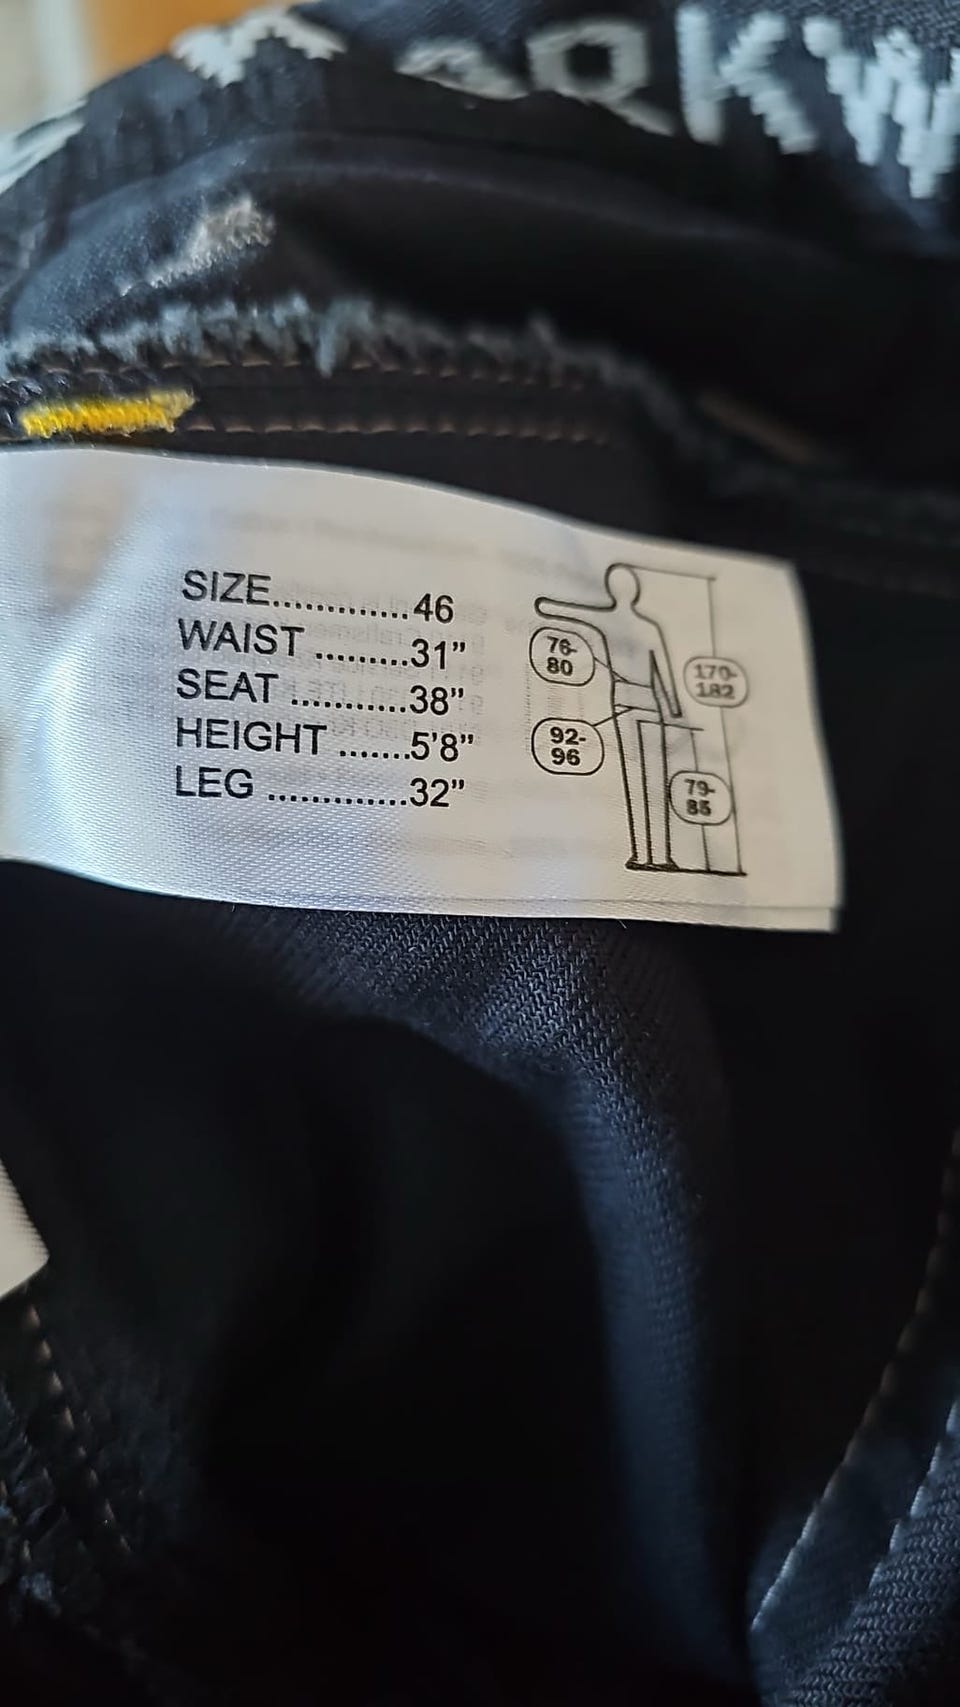 ORKW
SIZE.............46
WAIST .........31”
SEAT ...........38”
HEIGHT .......5’8”
LEG .............32”
76-
80
170-
182
92-
96
79-
85